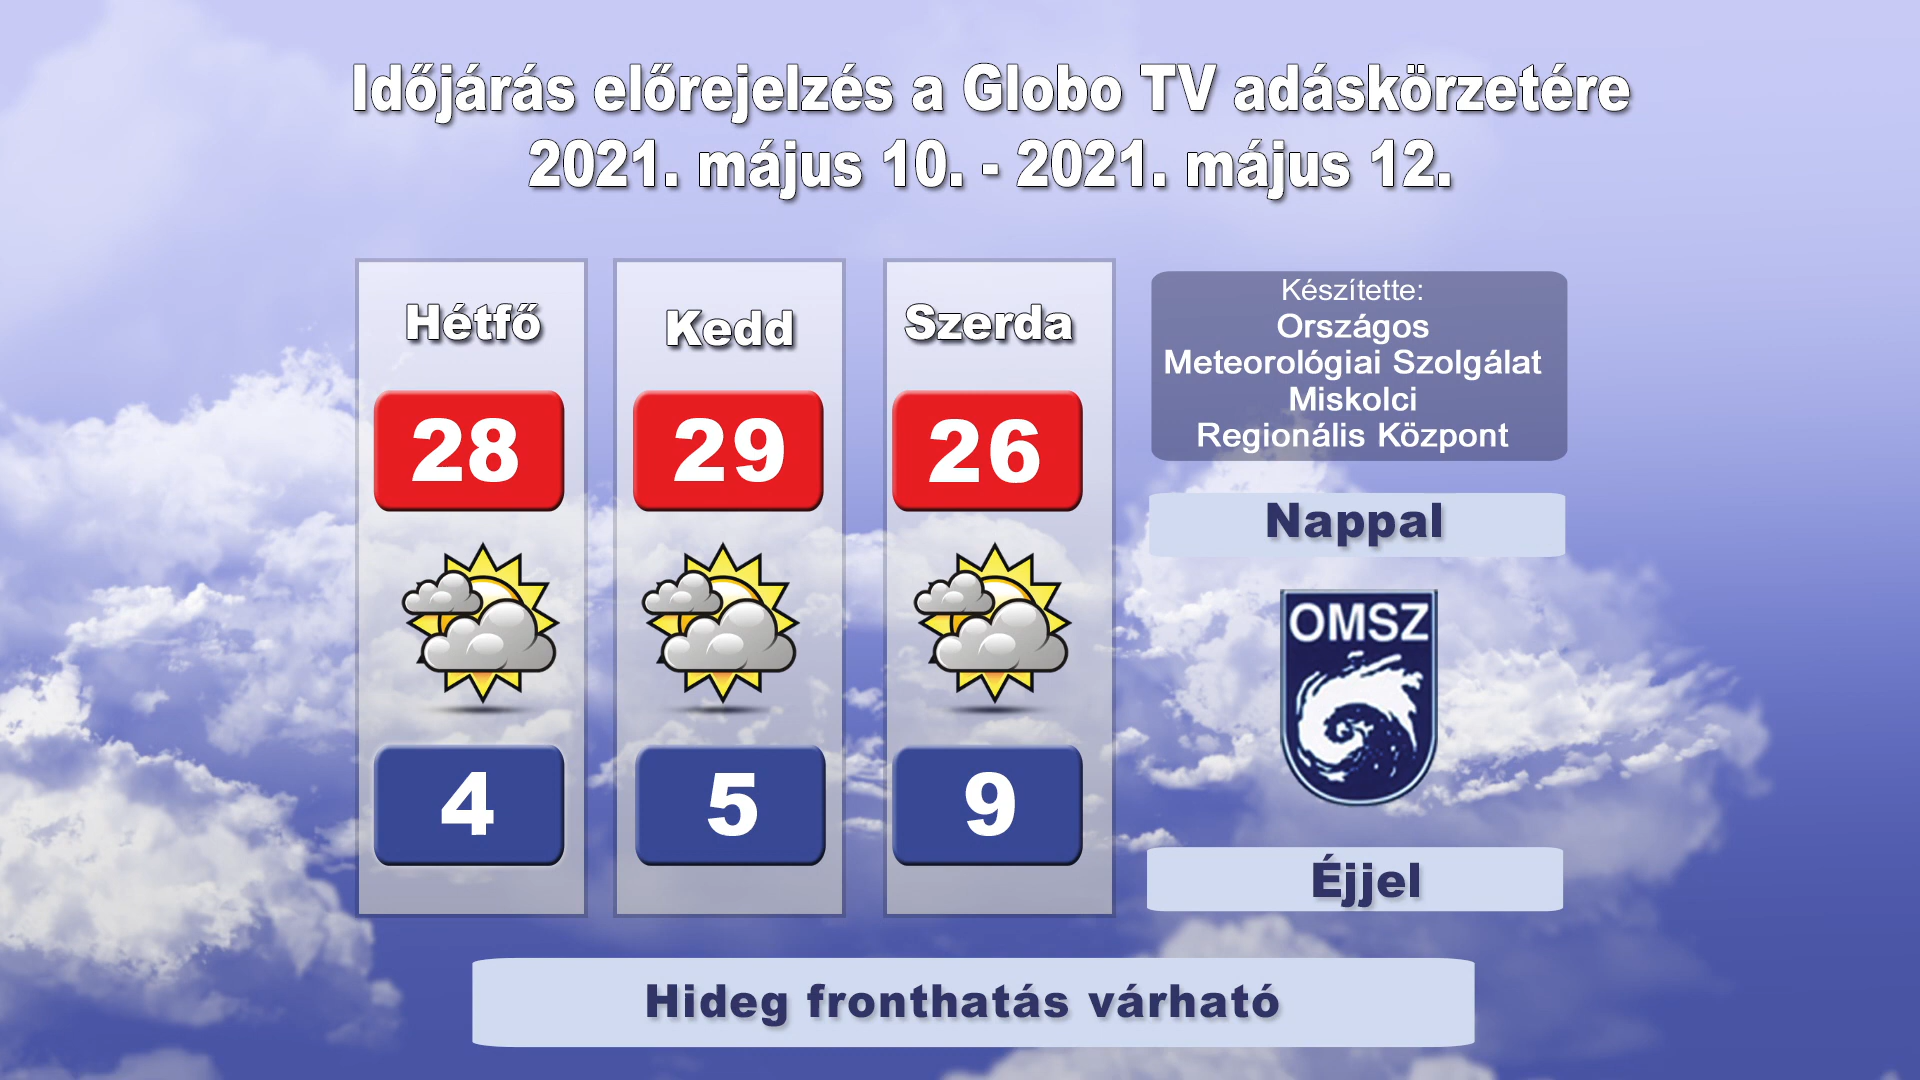 Időjárás előrejelzés a Globo TV adáskörzetére
2021. május 10. - 2021. május 12.
Hétfő
Kedd
Szerda
28
29
26
4
5
9
Készítette:
Országos
Meteorológiai Szolgálat
Miskolci
Regionális Központ
Nappal
OMSZ
Éjjel
Hideg fronthatás várható